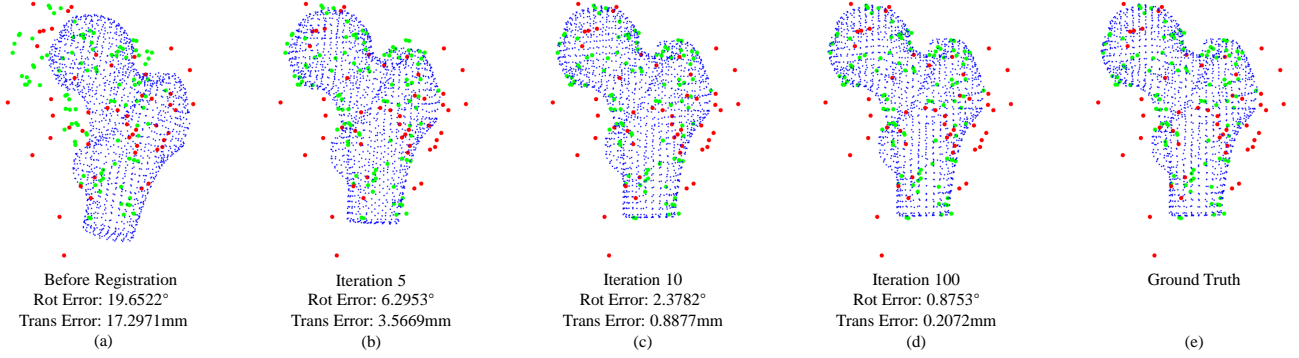 Before Registration
Rot Error: 19.6522°
Trans Error: 17.2971mm
(a)
Iteration 5
Rot Error: 6.2953°
Trans Error: 3.5669mm
(b)
Iteration 10
Rot Error: 2.3782°
Trans Error: 0.8877mm
(c)
Iteration 100
Rot Error: 0.8753°
Trans Error: 0.2072mm
(d)
Ground Truth
(e)